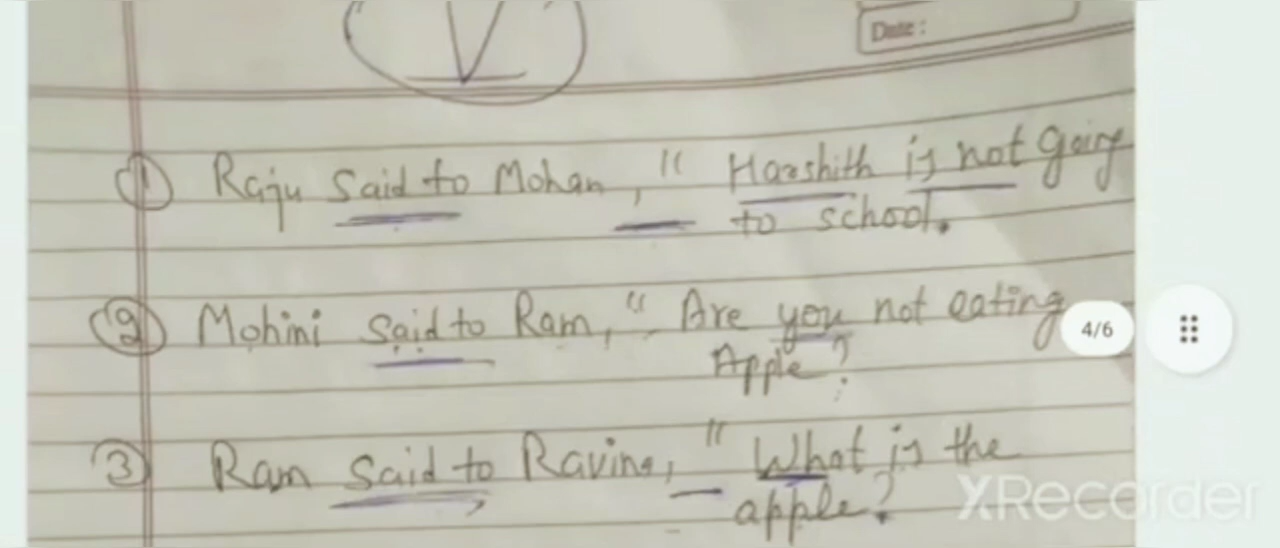 Date:
① Raju Said to Mohan, " Harshith is not going
to school.
② Mohini said to Ram, " Are you not eating
Apple?
4/6
③ Ram Said to Ravina, " What is the
apple?
XRecorder